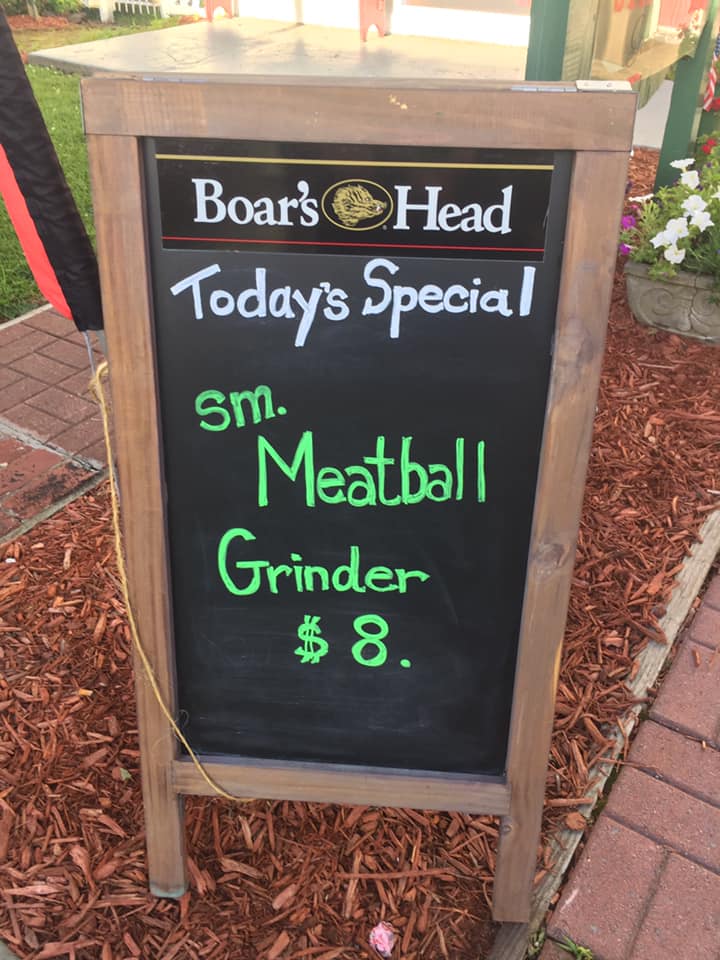 Boar's Head
Today's Special
sm.
Meatball
Grinder
$8.